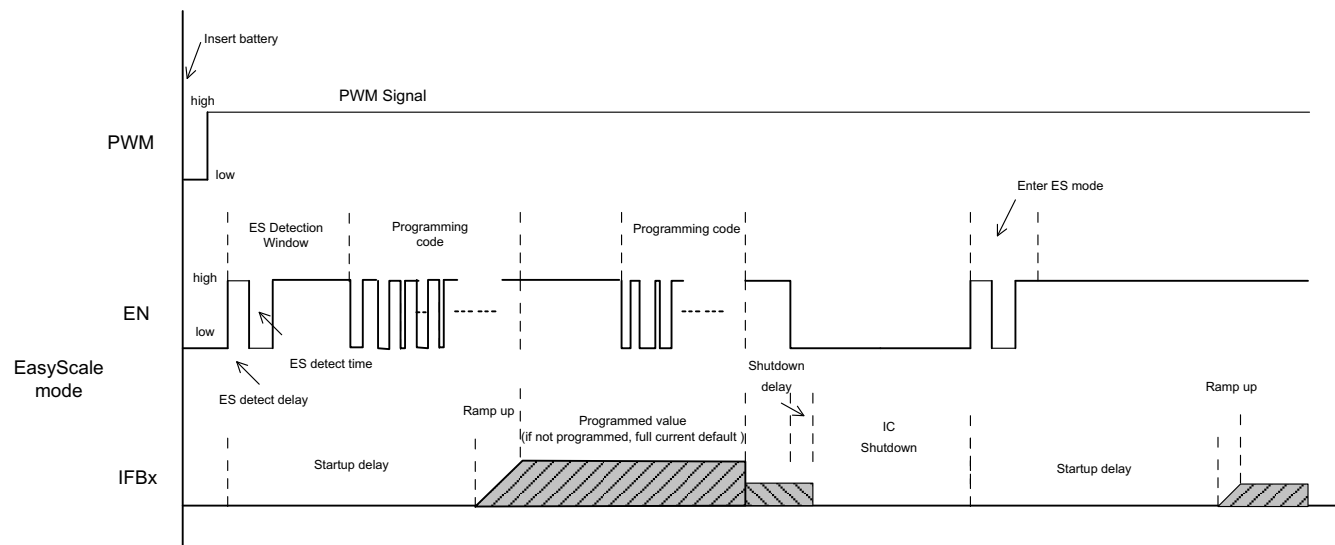 Insert battery
high
PWM Signal
PWM
low
Enter ES mode
ES Detection
Window
Programming
code
Programming code
high
EN
low
ES detect time
EasyScale
mode
ES detect delay
Shutdown
delay
Ramp up
Ramp up
Programmed value
(if not programmed, full current default )
IC
Shutdown
Startup delay
Startup delay
IFBx